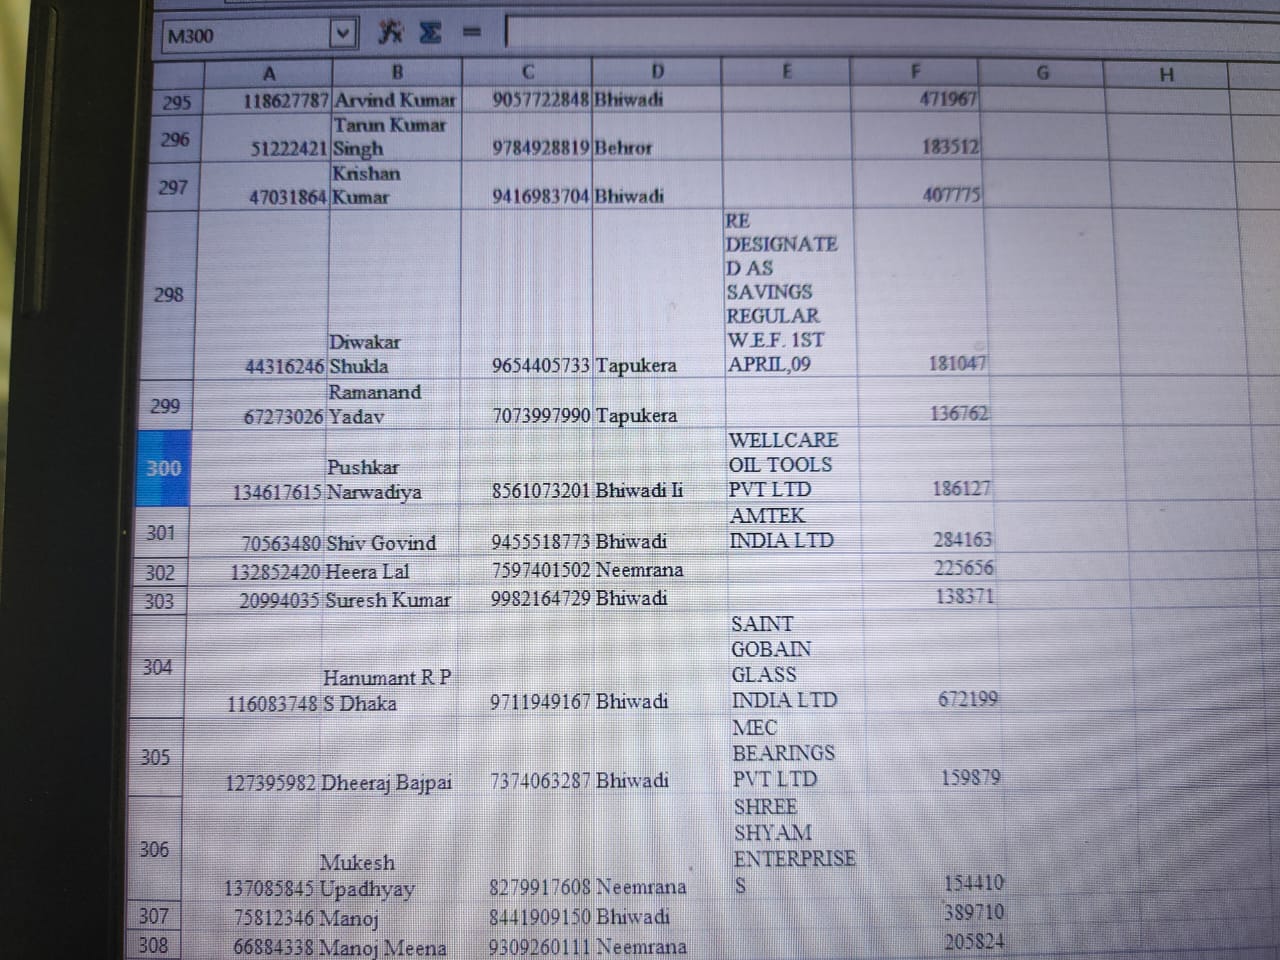 M300
A B C D E F G H
295 118627787 Arvind Kumar 9057722848 Bhiwadi 471967
296 51222421 Tarun Kumar Singh 9784928819 Behror 183512
297 47031864 Krishan Kumar 9416983704 Bhiwadi 407775
298 44316246 Diwakar Shukla 9654405733 Tapukera RE DESIGNATE D AS SAVINGS REGULAR W.E.F. 1ST APRIL,09 181047
299 67273026 Ramanand Yadav 7073997990 Tapukera 136762
300 134617615 Pushkar Narwadiya 8561073201 Bhiwadi Ii WELLCARE OIL TOOLS PVT LTD 186127
301 70563480 Shiv Govind 9455518773 Bhiwadi AMTEK INDIA LTD 284163
302 132852420 Heera Lal 7597401502 Neemrana 225656
303 20994035 Suresh Kumar 9982164729 Bhiwadi 138371
304 116083748 Hanumant R P S Dhaka 9711949167 Bhiwadi SAINT GOBAIN GLASS INDIA LTD 672199
305 127395982 Dheeraj Bajpai 7374063287 Bhiwadi MEC BEARINGS PVT LTD 159879
306 137085845 Mukesh Upadhyay 8279917608 Neemrana SHREE SHYAM ENTERPRISE S 154410
307 75812346 Manoj 8441909150 Bhiwadi 389710
308 66884338 Manoj Meena 9309260111 Neemrana 205824